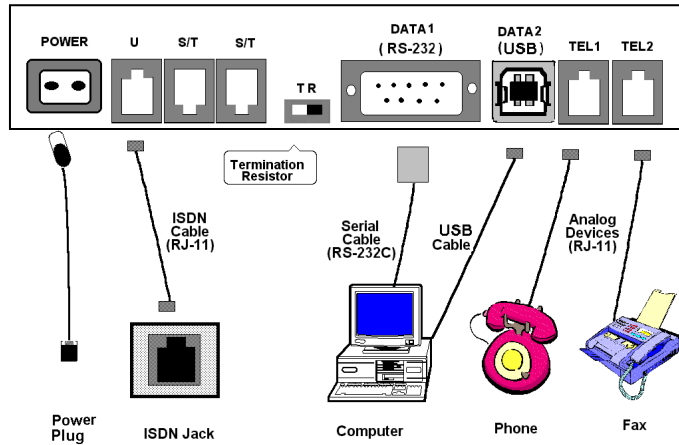 POWER
U
S/T
S/T
T R
DATA1
(RS-232)
DATA2
(USB)
TEL1
TEL2
Termination
Resistor
ISDN
Cable
(RJ-11)
Serial
Cable
(RS-232C)
USB
Cable
Analog
Devices
(RJ-11)
Power
Plug
ISDN Jack
Computer
Phone
Fax